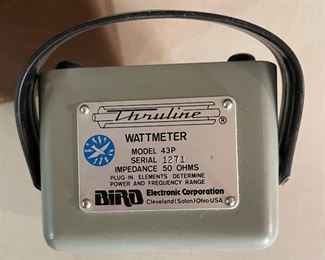 Thruline ®
WATTMETER
MODEL 43P
SERIAL 1271
IMPEDANCE 50 OHMS
PLUG-IN ELEMENTS DETERMINE
POWER AND FREQUENCY RANGE
BIRD Electronic Corporation
Cleveland (Solon) Ohio USA